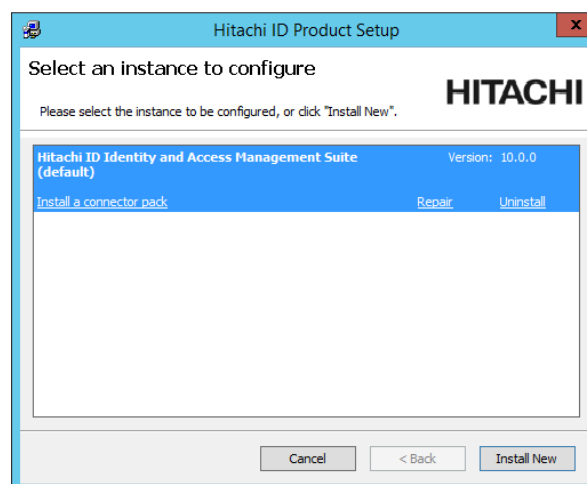 Hitachi ID Product Setup
x
Select an instance to configure
HITACHI
Please select the instance to be configured, or click "Install New".
Hitachi ID Identity and Access Management Suite Version: 10.0.0
(default)
Install a connector pack Repair Uninstall
Cancel < Back Install New